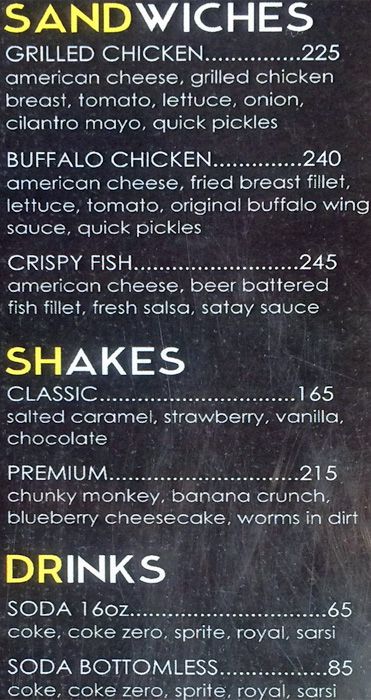 SANDWICHES
GRILLED CHICKEN...............225
american cheese, grilled chicken
breast, tomato, lettuce, onion,
cilantro mayo, quick pickles
BUFFALO CHICKEN..............240
american cheese, fried breast fillet,
lettuce, tomato, original buffalo wing
sauce, quick pickles
CRISPY FISH..........................245
american cheese, beer battered
fish fillet, fresh salsa, satay sauce
SHAKES
CLASSIC...............................165
salted caramel, strawberry, vanilla,
chocolate
PREMIUM..............................215
chunky monkey, banana crunch,
blueberry cheesecake, worms in dirt
DRINKS
SODA 16oz...............................65
coke, coke zero, sprite, royal, sarsi
SODA BOTTOMLESS.................85
coke, coke zero, sprite, royal, sarsi